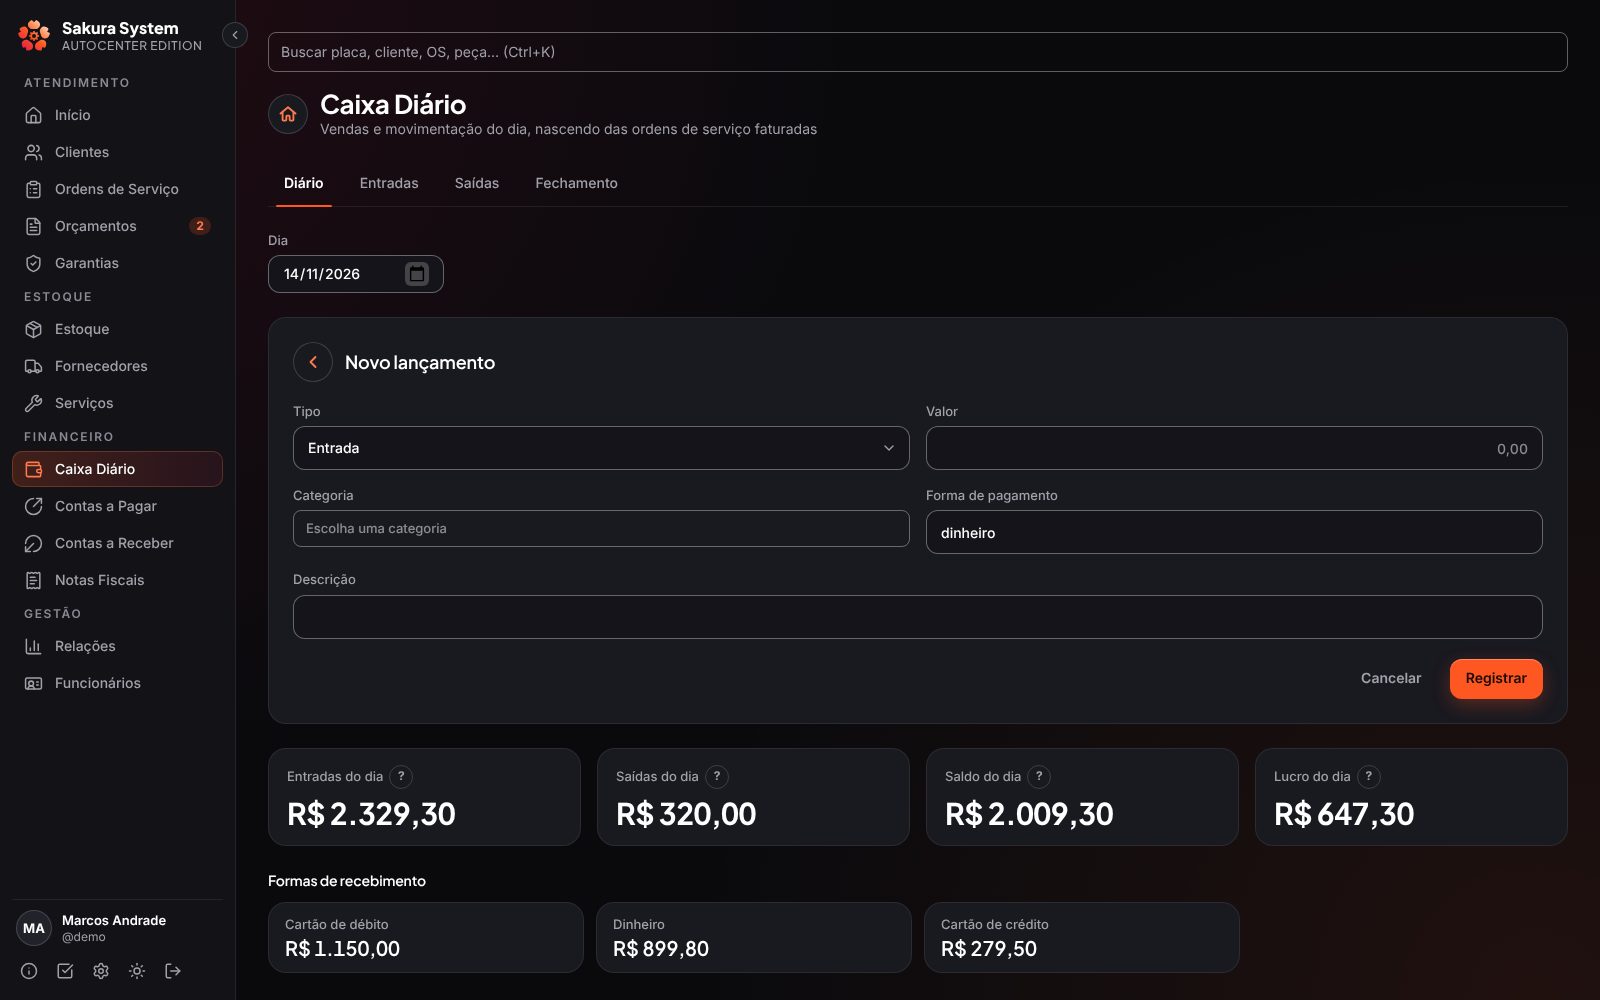 Sakura System
AUTOCENTER EDITION
ATENDIMENTO
Início
Clientes
Ordens de Serviço
Orçamentos 2
Garantias
ESTOQUE
Estoque
Fornecedores
Serviços
FINANCEIRO
Caixa Diário
Contas a Pagar
Contas a Receber
Notas Fiscais
GESTÃO
Relações
Funcionários
MA
Marcos Andrade
@demo
Buscar placa, cliente, OS, peça... (Ctrl+K)
Caixa Diário
Vendas e movimentação do dia, nascendo das ordens de serviço faturadas
Diário Entradas Saídas Fechamento
Dia
14/11/2026
Novo lançamento
Tipo Valor
Entrada 0,00
Categoria Forma de pagamento
Escolha uma categoria dinheiro
Descrição
Cancelar Registrar
Entradas do dia ? Saídas do dia ? Saldo do dia ? Lucro do dia ?
R$ 2.329,30 R$ 320,00 R$ 2.009,30 R$ 647,30
Formas de recebimento
Cartão de débito Dinheiro Cartão de crédito
R$ 1.150,00 R$ 899,80 R$ 279,50